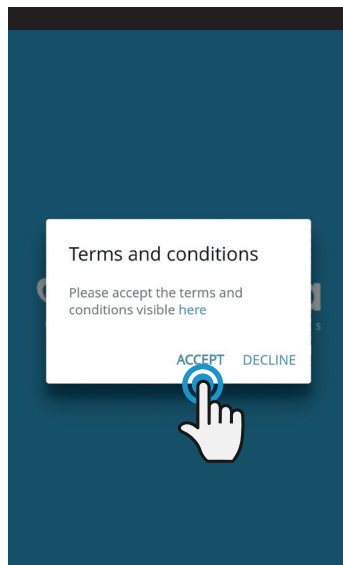 Terms and conditions
Please accept the terms and
conditions visible here
ACCEPT DECLINE